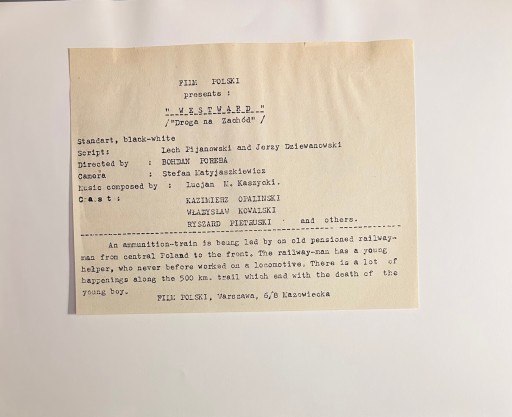 FILM POLSKI
presents :
" W E S T W A R D "
/"Droga na Zachód" /
Standart, black-white
Script: Lech Pijanowski and Jerzy Dziewanowski
Directed by : BOHDAN POREBA
Camera : Stefan Matyjaszkiewicz
Music composed by : Lucjan M. Kaszycki.
C a s t :
KAZIMIERZ OPALINSKI
WŁADYSŁAW KOWALSKI
RYSZARD PIETRUSKI and others.
An ammunition-train is being led by on old pensioned railway-
man from central Poland to the front. The railway-man has a young
helper, who never before worked on a locomotive. There is a lot of
happenings along the 500 km. trail which end with the death of the
young boy.
FILM POLSKI, Warszawa, 6/8 Mazowiecka